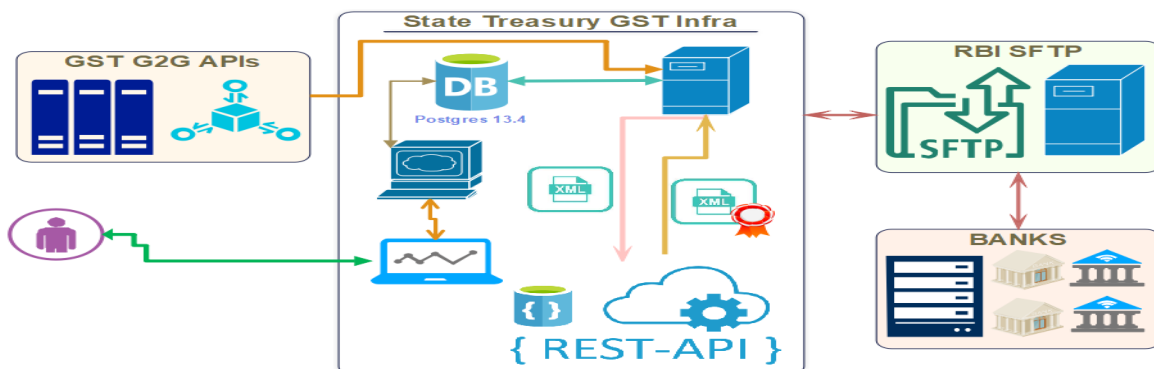 State Treasury GST Infra
GST G2G APIs
DB
Postgres 13.4
XML
XML
{ }
{ REST-API }
RBI SFTP
SFTP
BANKS